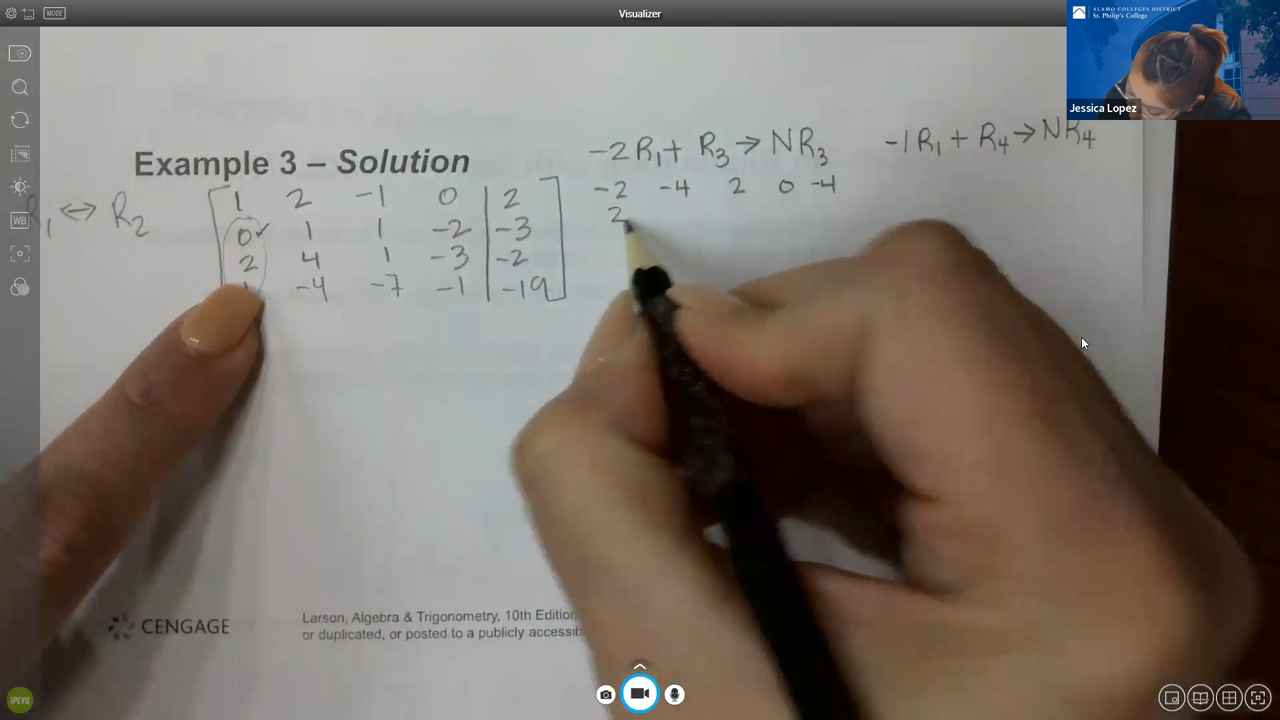 MODE
Visualizer
ALAMO COLLEGES DISTRICT
St. Philip's College
Jessica Lopez
WB
Example 3 – Solution
-2R₁ + R₃ → NR₃
-1R₁ + R₄ → NR₄
-2 -4 2 0 -4
2
R₁ ↔ R₂
1 2 -1 0 2
0 1 1 -2 -3
2 4 1 -3 -2
-4 -7 -1 -19
CENGAGE
Larson, Algebra & Trigonometry, 10th Edition
or duplicated, or posted to a publicly
IPEVO